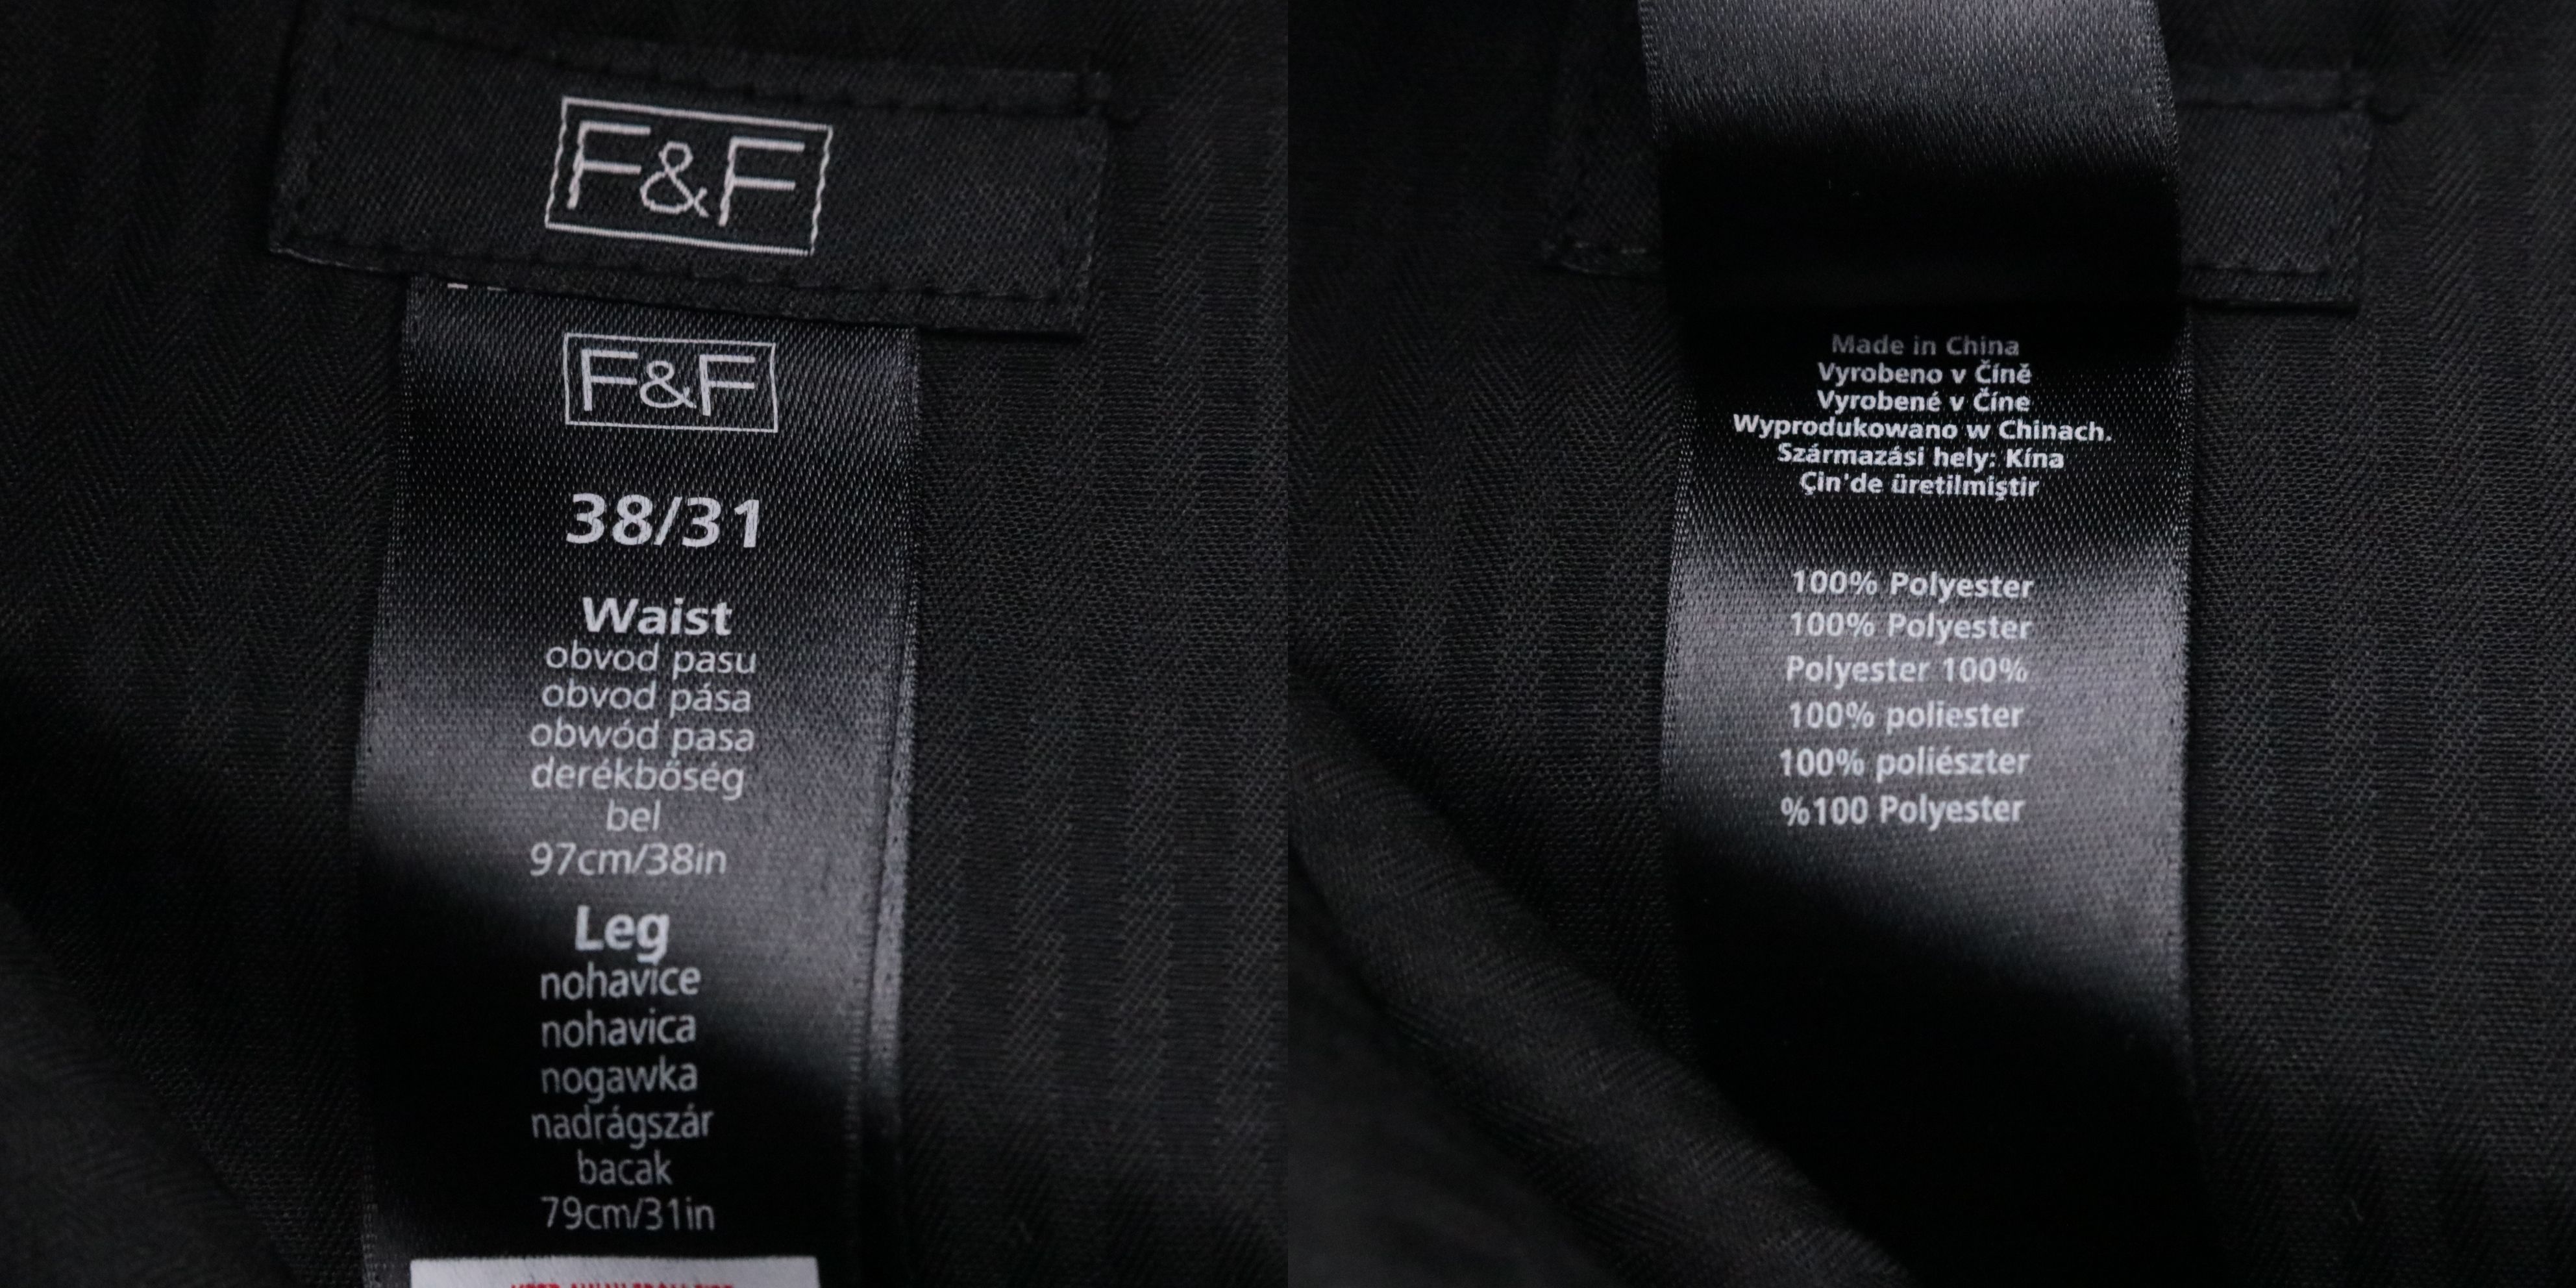 F&F
F&F
38/31
Waist
obvod pasu
obvod pása
obwód pasa
derékbőség
bel
97cm/38in
Leg
nohavice
nohavica
nogawka
nadrágszár
bacak
79cm/31in
Made in China
Vyrobeno v Číně
Vyrobené v Číne
Wyprodukowano w Chinach.
Származási hely: Kína
Çin'de üretilmiştir
100% Polyester
100% Polyester
Polyester 100%
100% poliester
100% poliészter
%100 Polyester